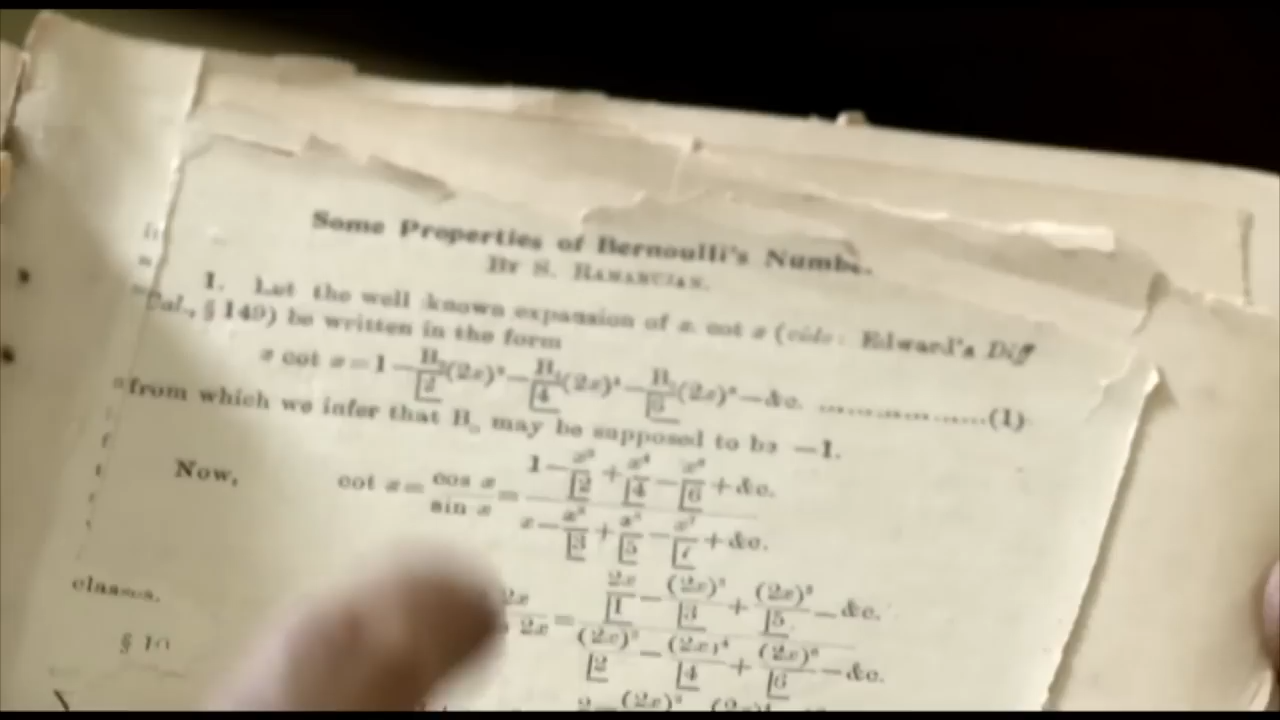 Some Properties of Bernoulli's Numbe.
BY S. RAMANUJAN.
1. Let the well known expansion of x cot x (vide: Edward's Diff
Cal., § 149) be written in the form
x cot x = 1 − B₂/|2 (2x)² − B₄/|4 (2x)⁴ − B₆/|6 (2x)⁶ − &c. ..................(1)
from which we infer that B₀ may be supposed to be −1.
Now, cot x = cos x / sin x = (1 − x²/|2 + x⁴/|4 − x⁶/|6 + &c.) / (x − x³/|3 + x⁵/|5 − x⁷/|7 + &c.)
2x / 2x = (2x/|1 − (2x)³/|3 + (2x)⁵/|5 − &c.) / ((2x)²/|2 − (2x)⁴/|4 + (2x)⁶/|6 − &c.)
classes.
§ 10